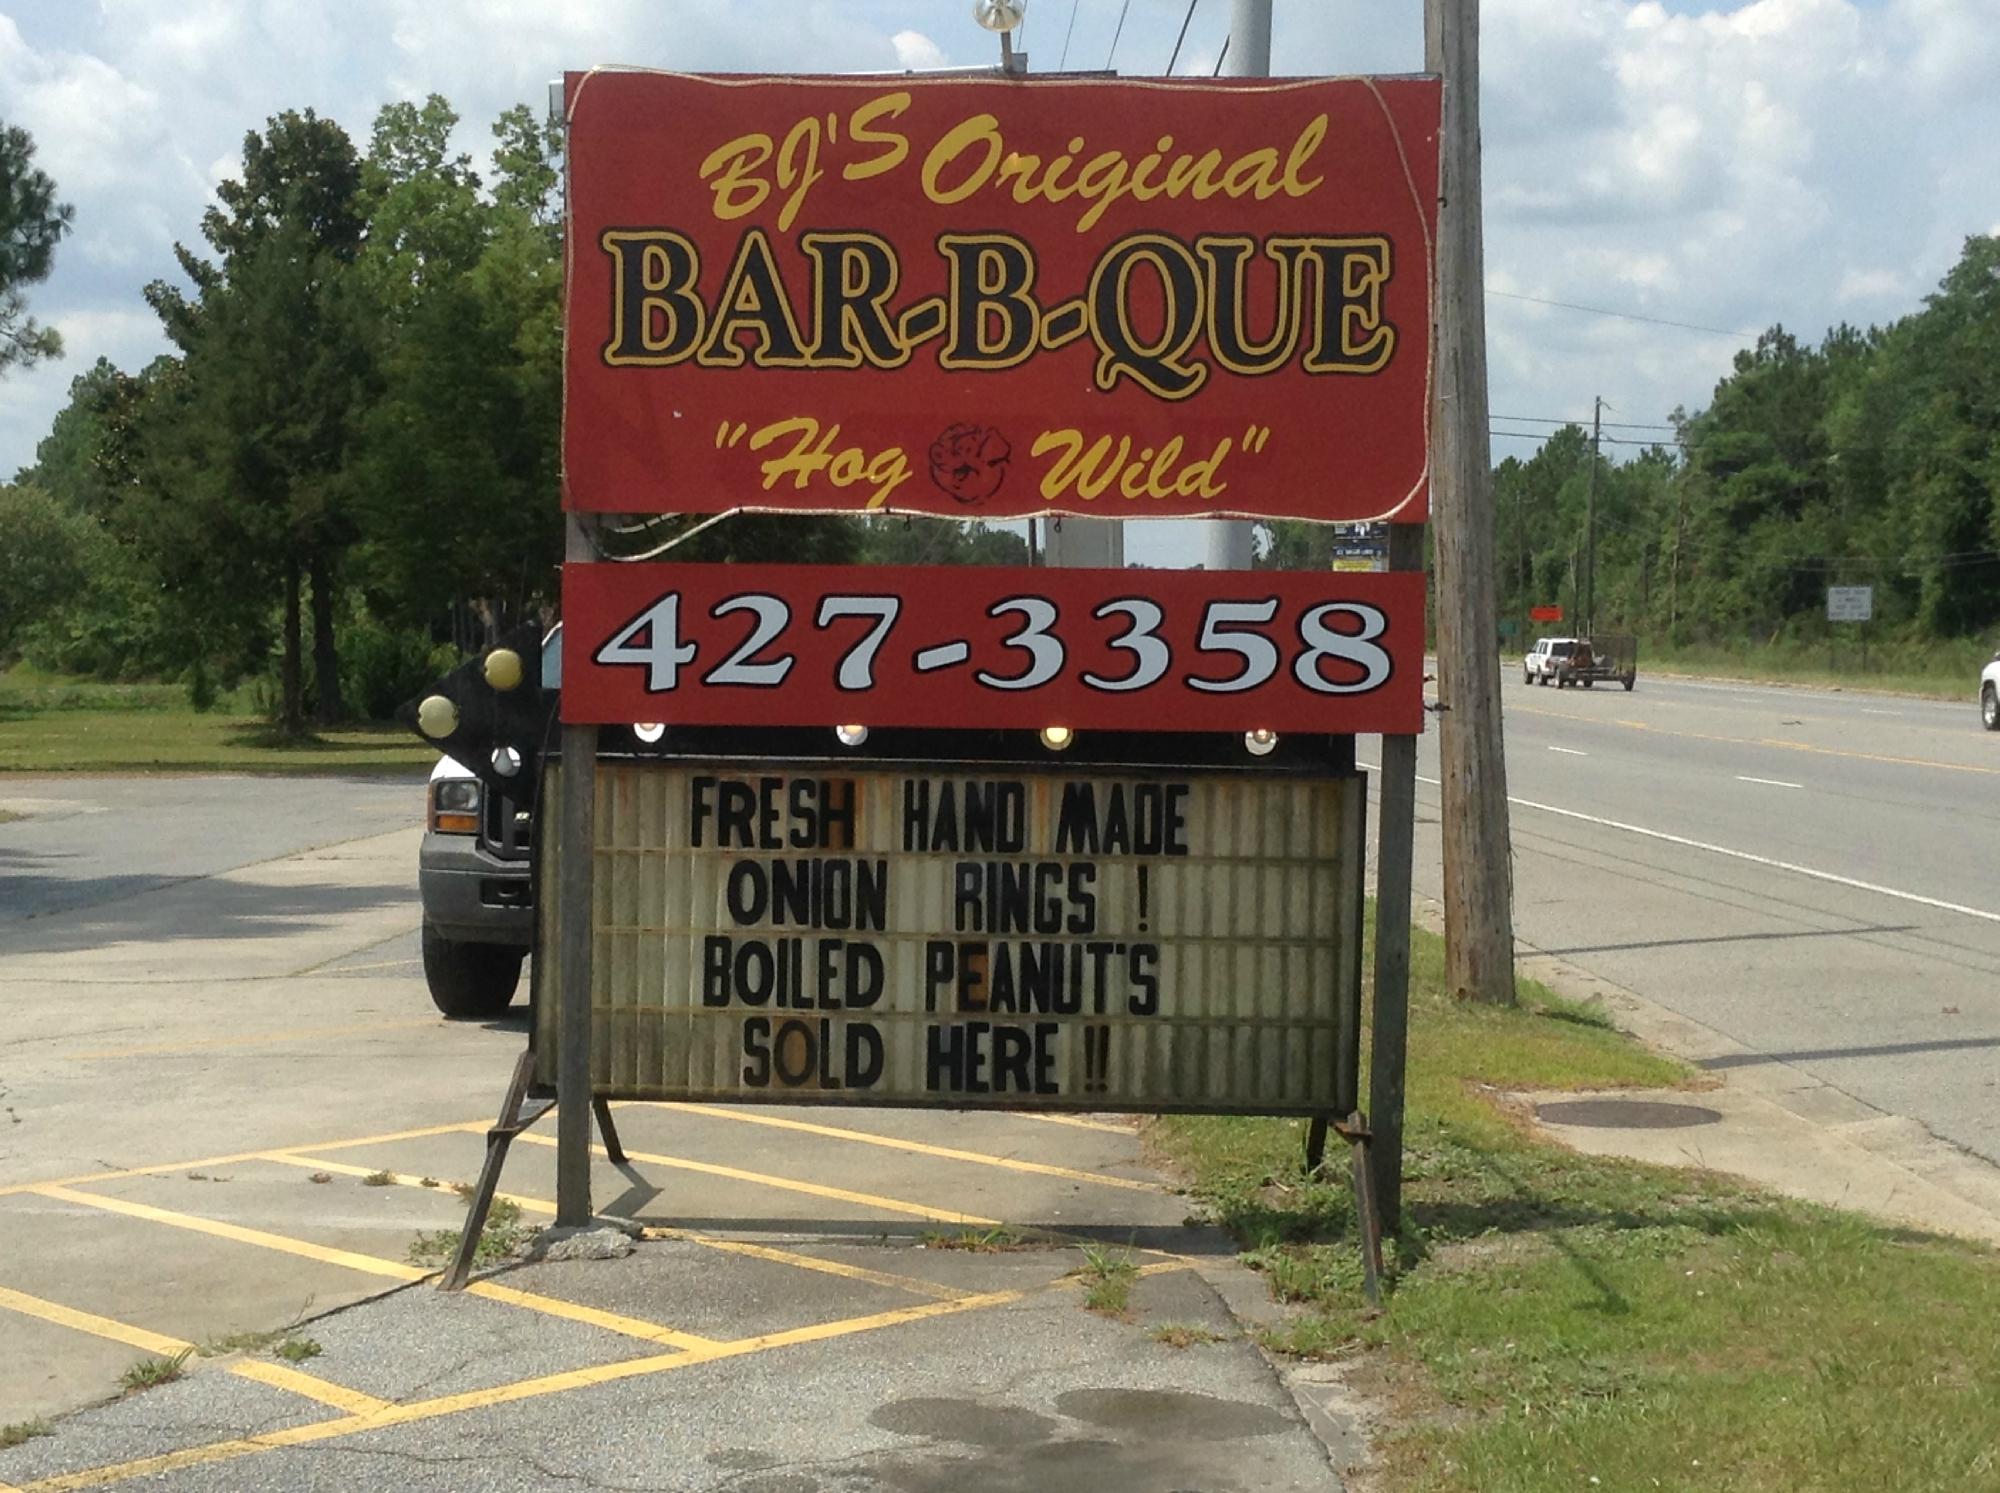 BJ'S Original
BAR-B-QUE
"Hog Wild"
427-3358
FRESH HAND MADE
ONION RINGS !
BOILED PEANUT'S
SOLD HERE !!